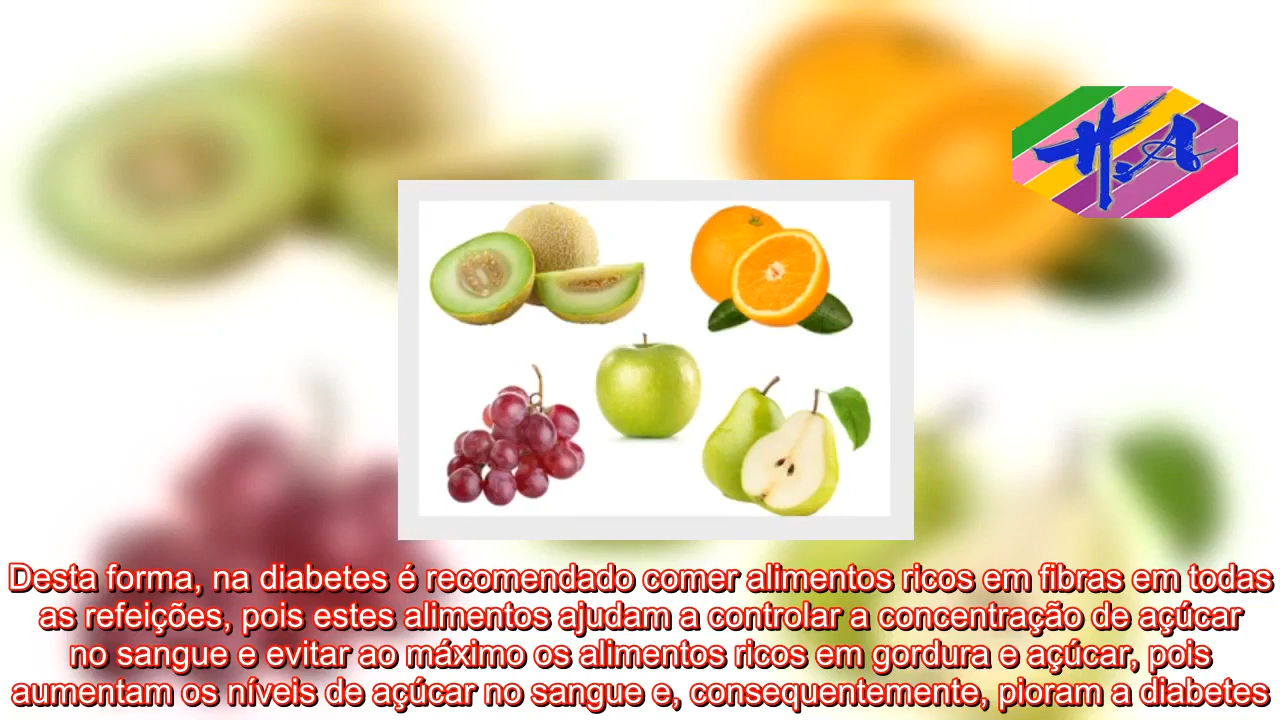 H.A
Desta forma, na diabetes é recomendado comer alimentos ricos em fibras em todas
as refeições, pois estes alimentos ajudam a controlar a concentração de açúcar
no sangue e evitar ao máximo os alimentos ricos em gordura e açúcar, pois
aumentam os níveis de açúcar no sangue e, consequentemente, pioram a diabetes